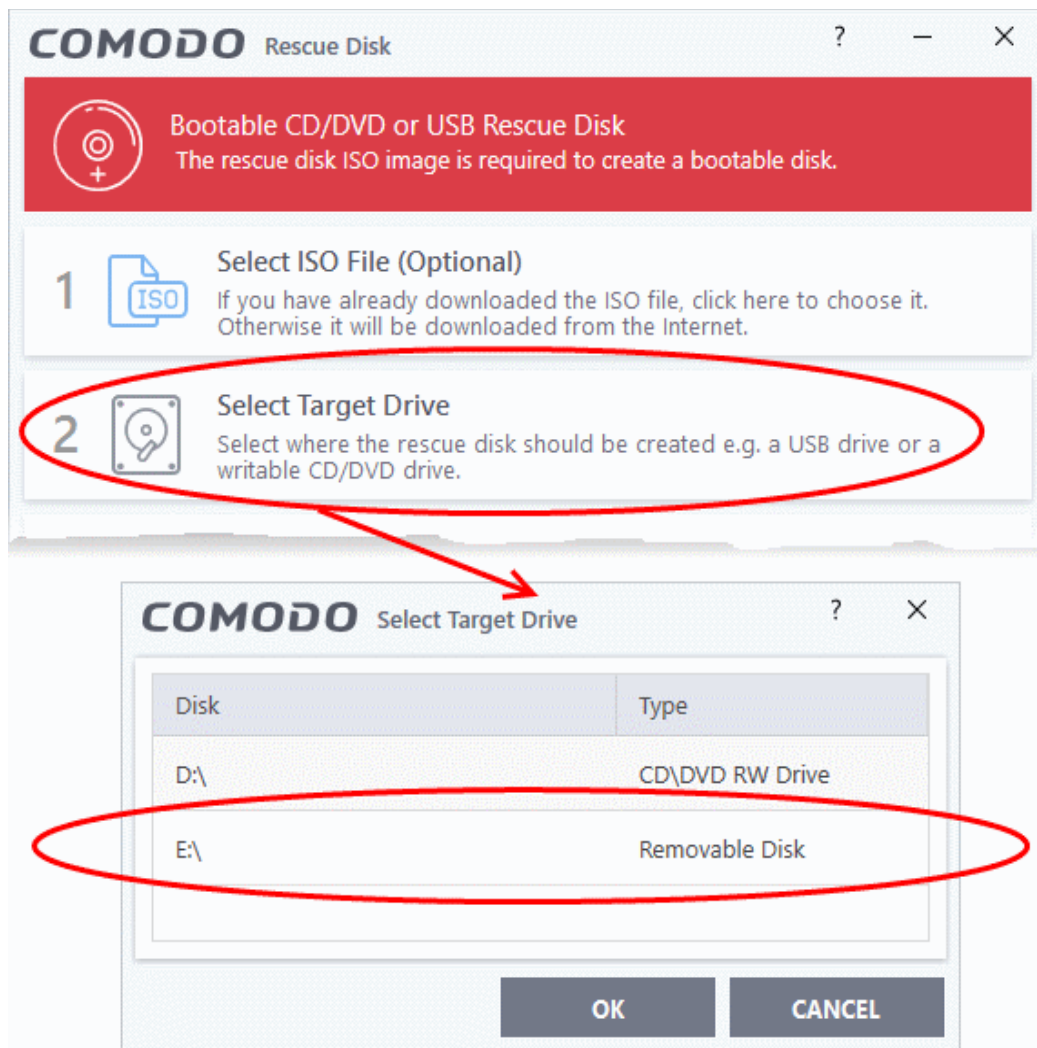 COMODO Rescue Disk ?
Bootable CD/DVD or USB Rescue Disk
The rescue disk ISO image is required to create a bootable disk.
1 ISO Select ISO File (Optional)
If you have already downloaded the ISO file, click here to choose it.
Otherwise it will be downloaded from the Internet.
2 Select Target Drive
Select where the rescue disk should be created e.g. a USB drive or a
writable CD/DVD drive.
COMODO Select Target Drive ?
Disk Type
D:\ CD\DVD RW Drive
E:\ Removable Disk
OK CANCEL